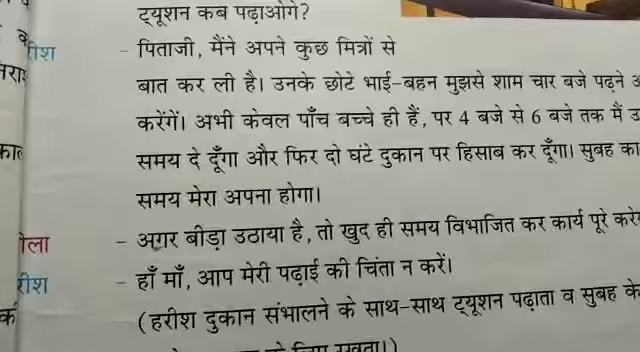 ट्यूशन कब पढ़ाओगे?
रीश - पिताजी, मैंने अपने कुछ मित्रों से
बात कर ली है। उनके छोटे भाई-बहन मुझसे शाम चार बजे पढ़ने
करेंगें। अभी केवल पाँच बच्चे ही हैं, पर 4 बजे से 6 बजे तक मैं
समय दे दूँगा और फिर दो घंटे दुकान पर हिसाब कर दूँगा। सुबह का
समय मेरा अपना होगा।
ला - अगर बीड़ा उठाया है, तो खुद ही समय विभाजित कर कार्य पूरे
रीश - हाँ माँ, आप मेरी पढ़ाई की चिंता न करें।
(हरीश दुकान संभालने के साथ-साथ ट्यूशन पढ़ाता व सुबह के